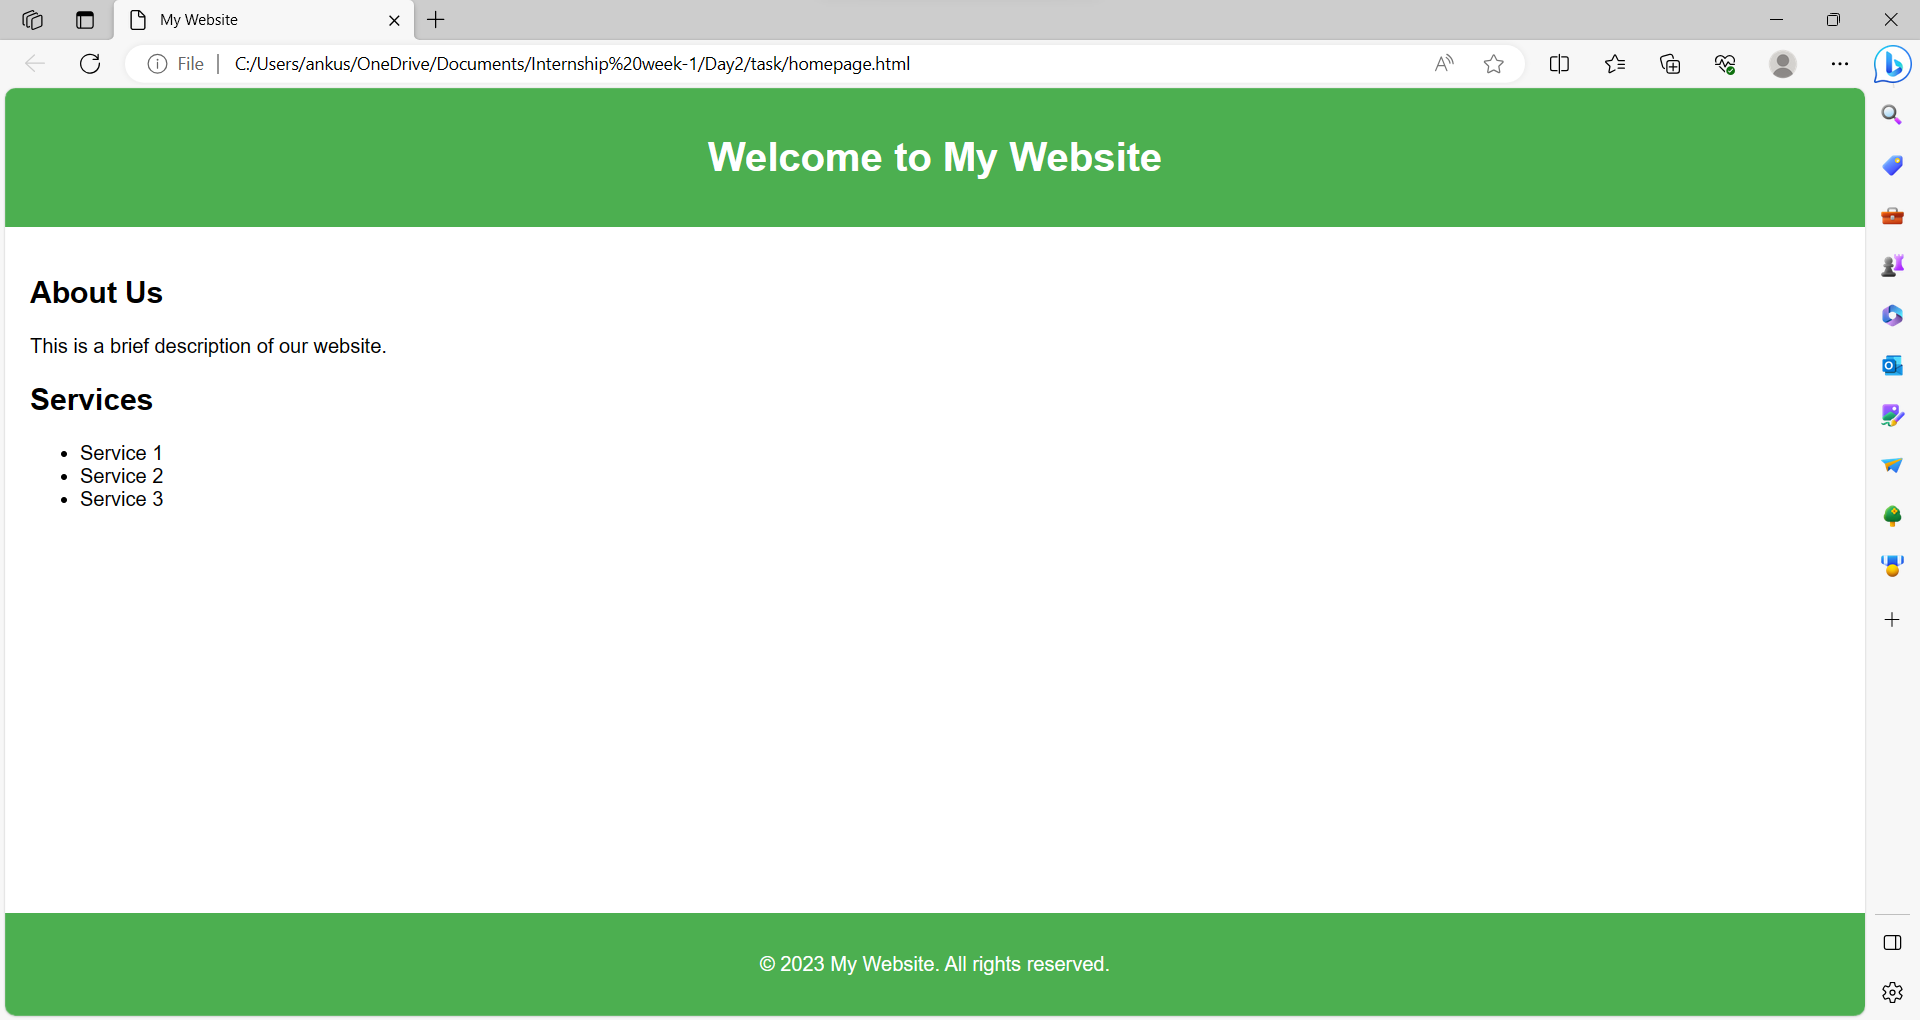 My Website
File
C:/Users/ankus/OneDrive/Documents/Internship%20week-1/Day2/task/homepage.html
Welcome to My Website
About Us
This is a brief description of our website.
Services
• Service 1
• Service 2
• Service 3
© 2023 My Website. All rights reserved.